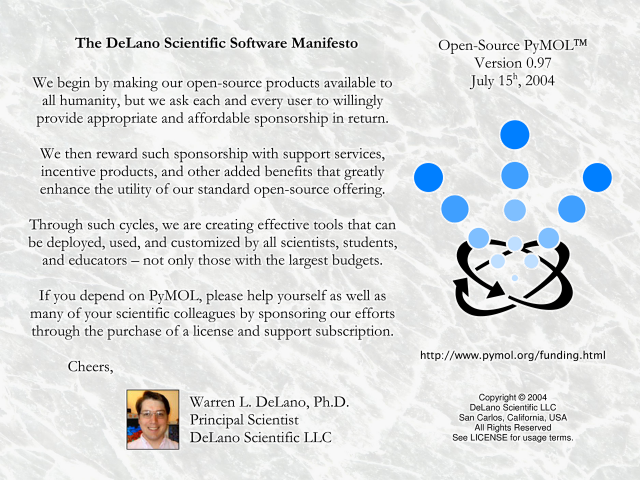 The DeLano Scientific Software Manifesto
We begin by making our open-source products available to
all humanity, but we ask each and every user to willingly
provide appropriate and affordable sponsorship in return.
We then reward such sponsorship with support services,
incentive products, and other added benefits that greatly
enhance the utility of our standard open-source offering.
Through such cycles, we are creating effective tools that can
be deployed, used, and customized by all scientists, students,
and educators – not only those with the largest budgets.
If you depend on PyMOL, please help yourself as well as
many of your scientific colleagues by sponsoring our efforts
through the purchase of a license and support subscription.
Cheers,
Warren L. DeLano, Ph.D.
Principal Scientist
DeLano Scientific LLC
Open-Source PyMOL™
Version 0.97
July 15ʰ, 2004
http://www.pymol.org/funding.html
Copyright © 2004
DeLano Scientific LLC
San Carlos, California, USA
All Rights Reserved
See LICENSE for usage terms.